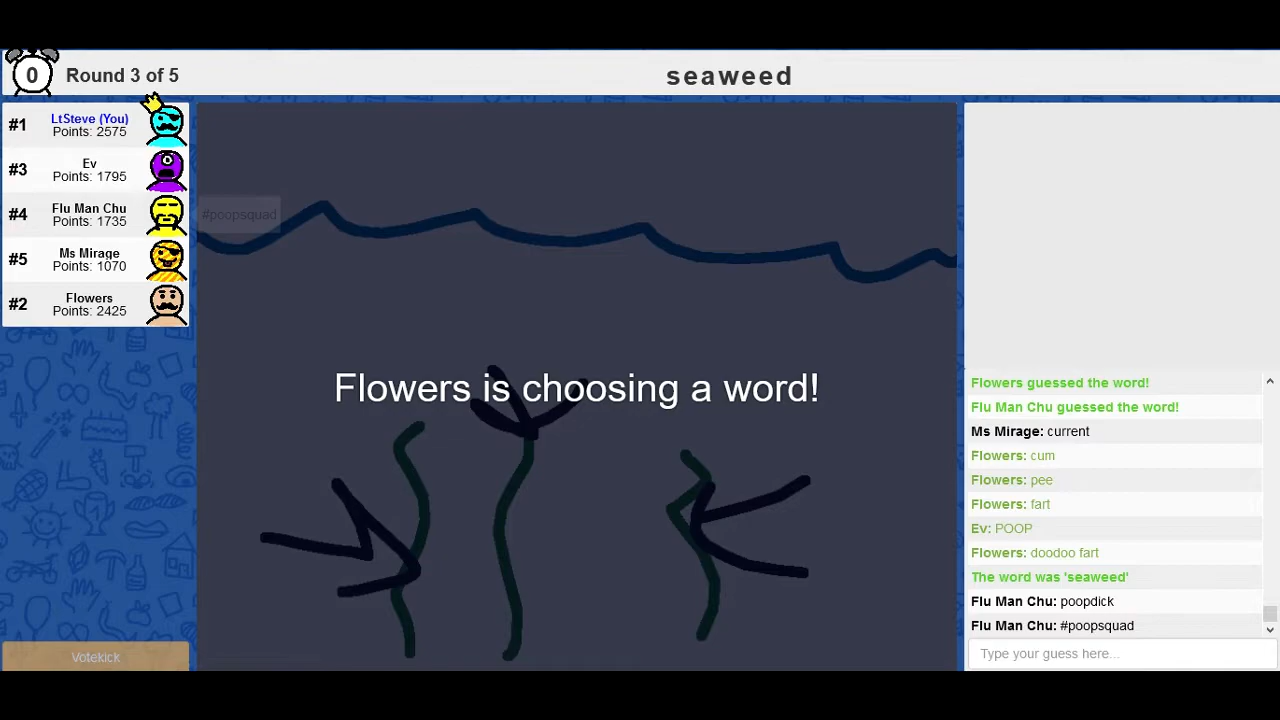 0
Round 3 of 5
seaweed
#1
LtSteve (You)
Points: 2575
#3
Ev
Points: 1795
#4
Flu Man Chu
Points: 1735
#5
Ms Mirage
Points: 1070
#2
Flowers
Points: 2425
Votekick
#poopsquad
Flowers is choosing a word!
Flowers guessed the word!
Flu Man Chu guessed the word!
Ms Mirage: current
Flowers: cum
Flowers: pee
Flowers: fart
Ev: POOP
Flowers: doodoo fart
The word was 'seaweed'
Flu Man Chu: poopdick
Flu Man Chu: #poopsquad
Type your guess here...